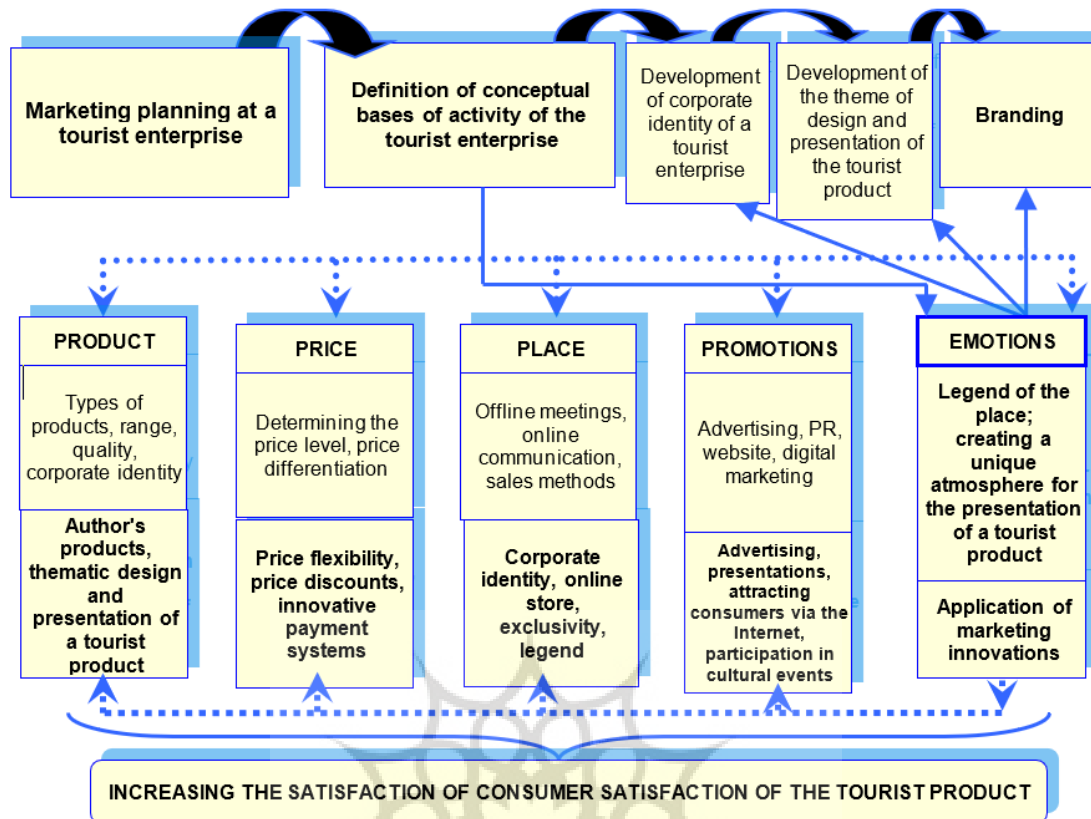 Marketing planning at a
tourist enterprise
Definition of conceptual
bases of activity of the
tourist enterprise
Development
of corporate
identity of a
tourist
enterprise
Development of
the theme of
design and
presentation of
the tourist
product
Branding
PRODUCT
Types of
products, range,
quality,
corporate identity
Author's
products,
thematic design
and
presentation of
a tourist
product
PRICE
Determining the
price level, price
differentiation
Price flexibility,
price discounts,
innovative
payment
systems
PLACE
Offline meetings,
online
communication,
sales methods
Corporate
identity, online
store,
exclusivity,
legend
PROMOTIONS
Advertising, PR,
website, digital
marketing
Advertising,
presentations,
attracting
consumers via the
Internet,
participation in
cultural events
EMOTIONS
Legend of the
place;
creating a
unique
atmosphere for
the presentation
of a tourist
product
Application of
marketing
innovations
INCREASING THE SATISFACTION OF CONSUMER SATISFACTION OF THE TOURIST PRODUCT